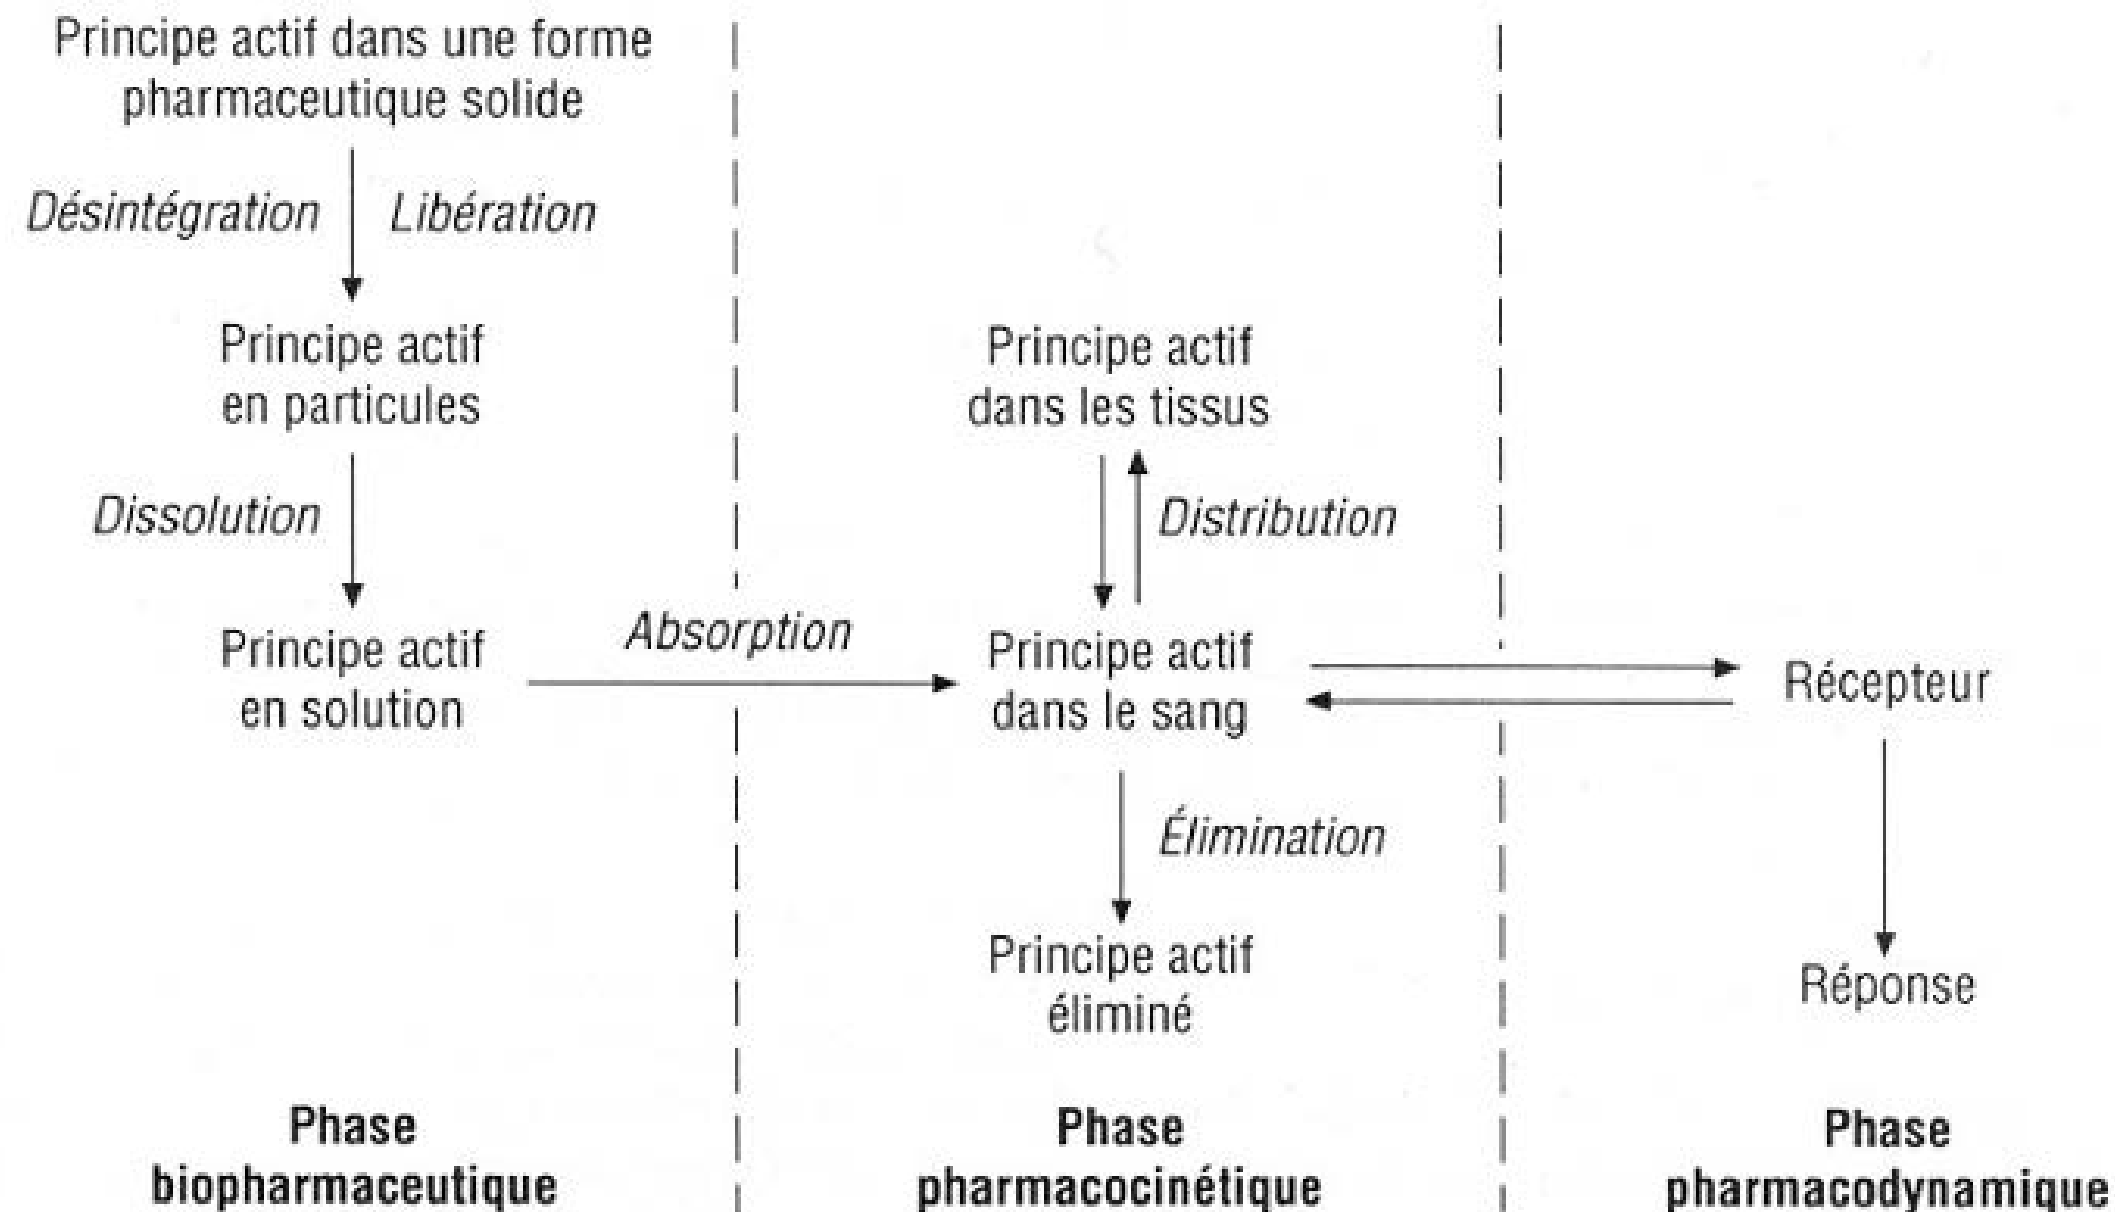 Principe actif dans une forme
pharmaceutique solide
Désintégration
Libération
Principe actif
en particules
Dissolution
Principe actif
en solution
Absorption
Principe actif
dans les tissus
Distribution
Principe actif
dans le sang
Élimination
Principe actif
éliminé
Récepteur
Réponse
Phase
biopharmaceutique
Phase
pharmacocinétique
Phase
pharmacodynamique